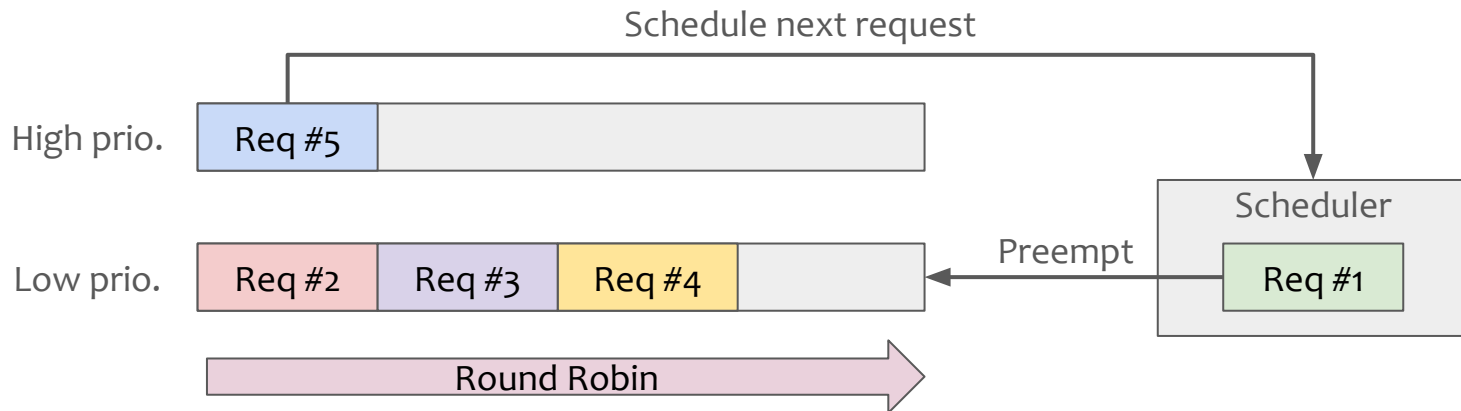 Schedule next request
High prio.
Req #5
Scheduler
Low prio.
Req #2
Req #3
Req #4
Preempt
Req #1
Round Robin